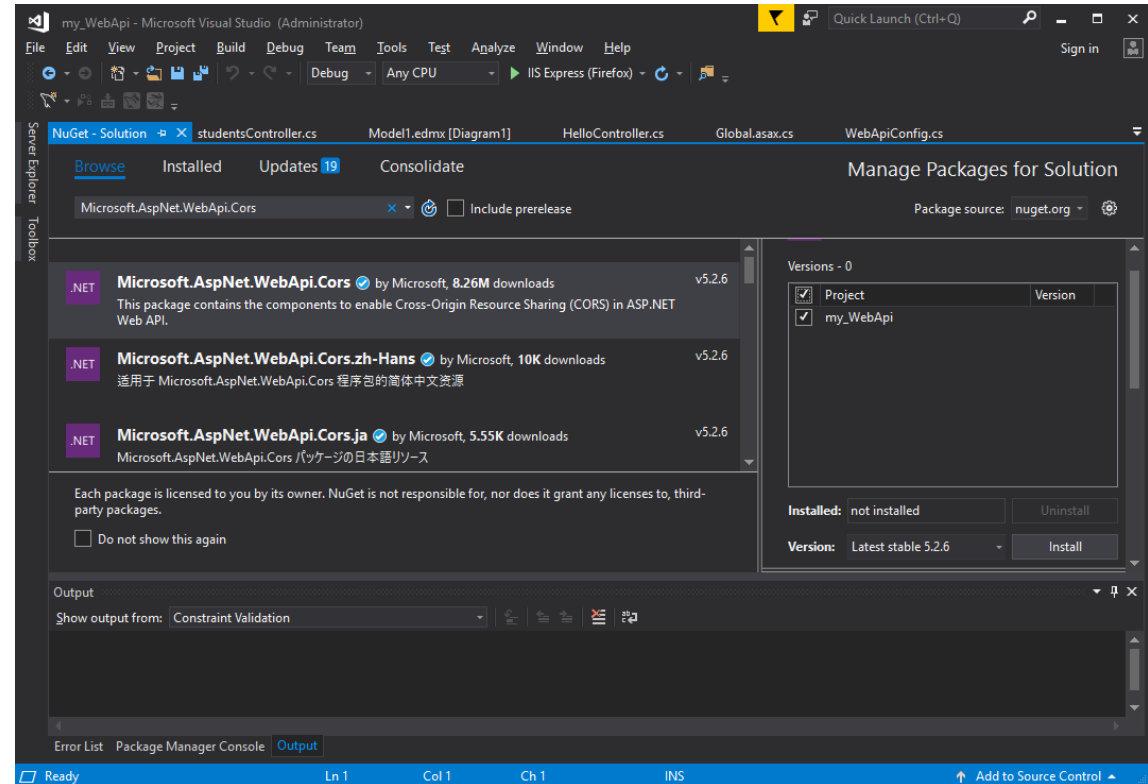 my_WebApi - Microsoft Visual Studio (Administrator)
Quick Launch (Ctrl+Q)
File Edit View Project Build Debug Team Tools Test Analyze Window Help
Sign in
Debug Any CPU IIS Express (Firefox)
Server Explorer
Toolbox
NuGet - Solution studentsController.cs Model1.edmx [Diagram1] HelloController.cs Global.asax.cs WebApiConfig.cs
Browse Installed Updates 19 Consolidate
Manage Packages for Solution
Microsoft.AspNet.WebApi.Cors
Include prerelease
Package source: nuget.org
.NET
Microsoft.AspNet.WebApi.Cors by Microsoft, 8.26M downloads
v5.2.6
This package contains the components to enable Cross-Origin Resource Sharing (CORS) in ASP.NET
Web API.
.NET
Microsoft.AspNet.WebApi.Cors.zh-Hans by Microsoft, 10K downloads
v5.2.6
适用于 Microsoft.AspNet.WebApi.Cors 程序包的简体中文资源
.NET
Microsoft.AspNet.WebApi.Cors.ja by Microsoft, 5.55K downloads
v5.2.6
Microsoft.AspNet.WebApi.Cors パッケージの日本語リソース
Each package is licensed to you by its owner. NuGet is not responsible for, nor does it grant any licenses to, third-
party packages.
Do not show this again
Versions - 0
Project Version
my_WebApi
Installed: not installed Uninstall
Version: Latest stable 5.2.6 Install
Output
Show output from: Constraint Validation
Error List Package Manager Console Output
Ready Ln 1 Col 1 Ch 1 INS Add to Source Control